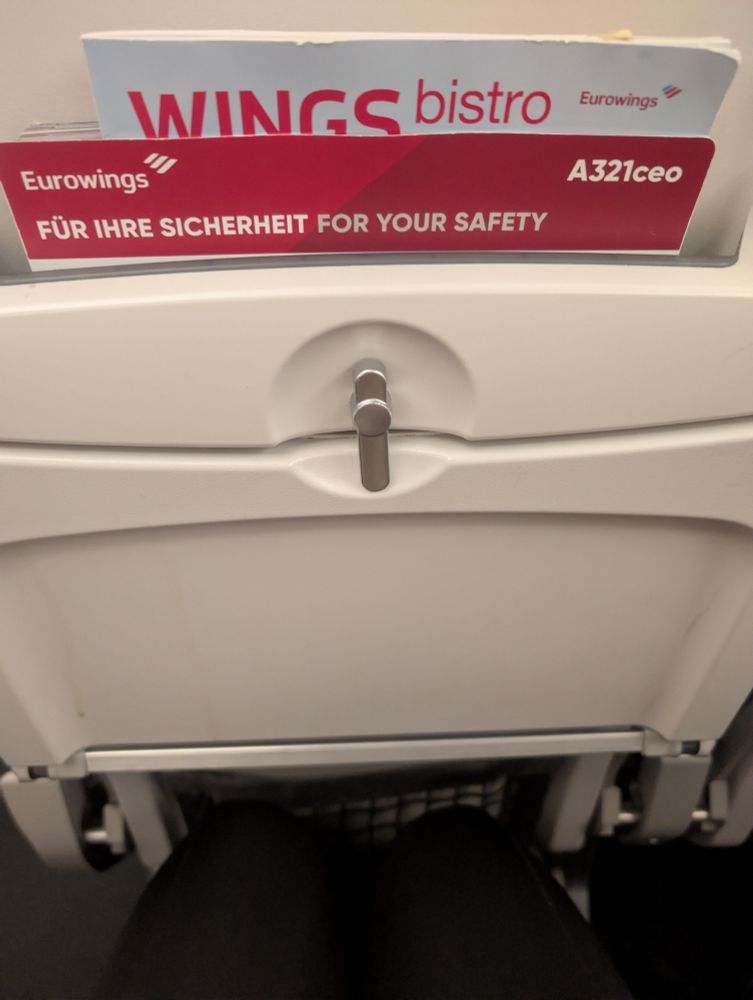 WINGS bistro Eurowings
Eurowings A321ceo
FÜR IHRE SICHERHEIT FOR YOUR SAFETY